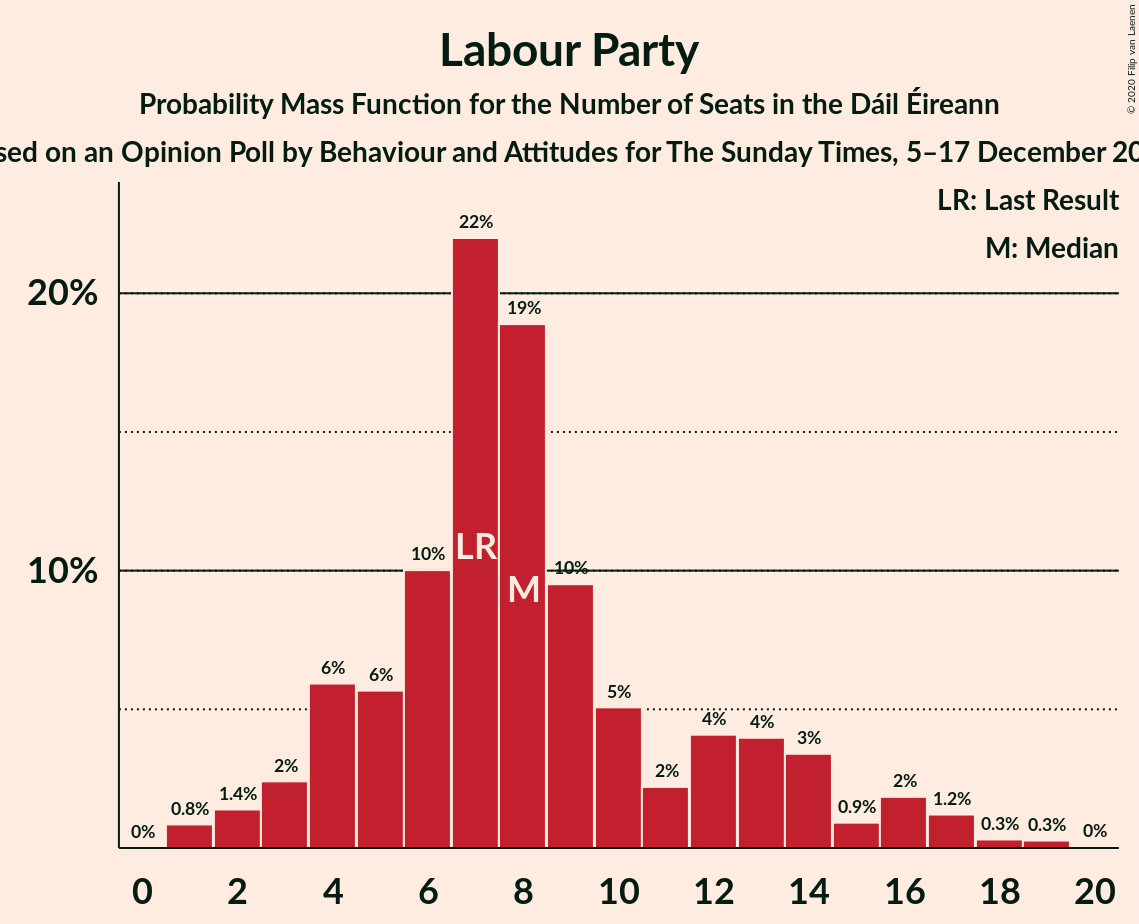 Labour Party
Probability Mass Function for the Number of Seats in the Dáil Éireann
on an Opinion Poll by Behaviour and Attitudes for The Sunday Times, 5–17 December
© 2020 Filip van Laenen
LR: Last Result
M: Median
20%
10%
0%
0.8%
1.4%
2%
6%
6%
10%
22%
19%
10%
5%
2%
4%
4%
3%
0.9%
2%
1.2%
0.3%
0.3%
0%
LR
M
0 2 4 6 8 10 12 14 16 18 20